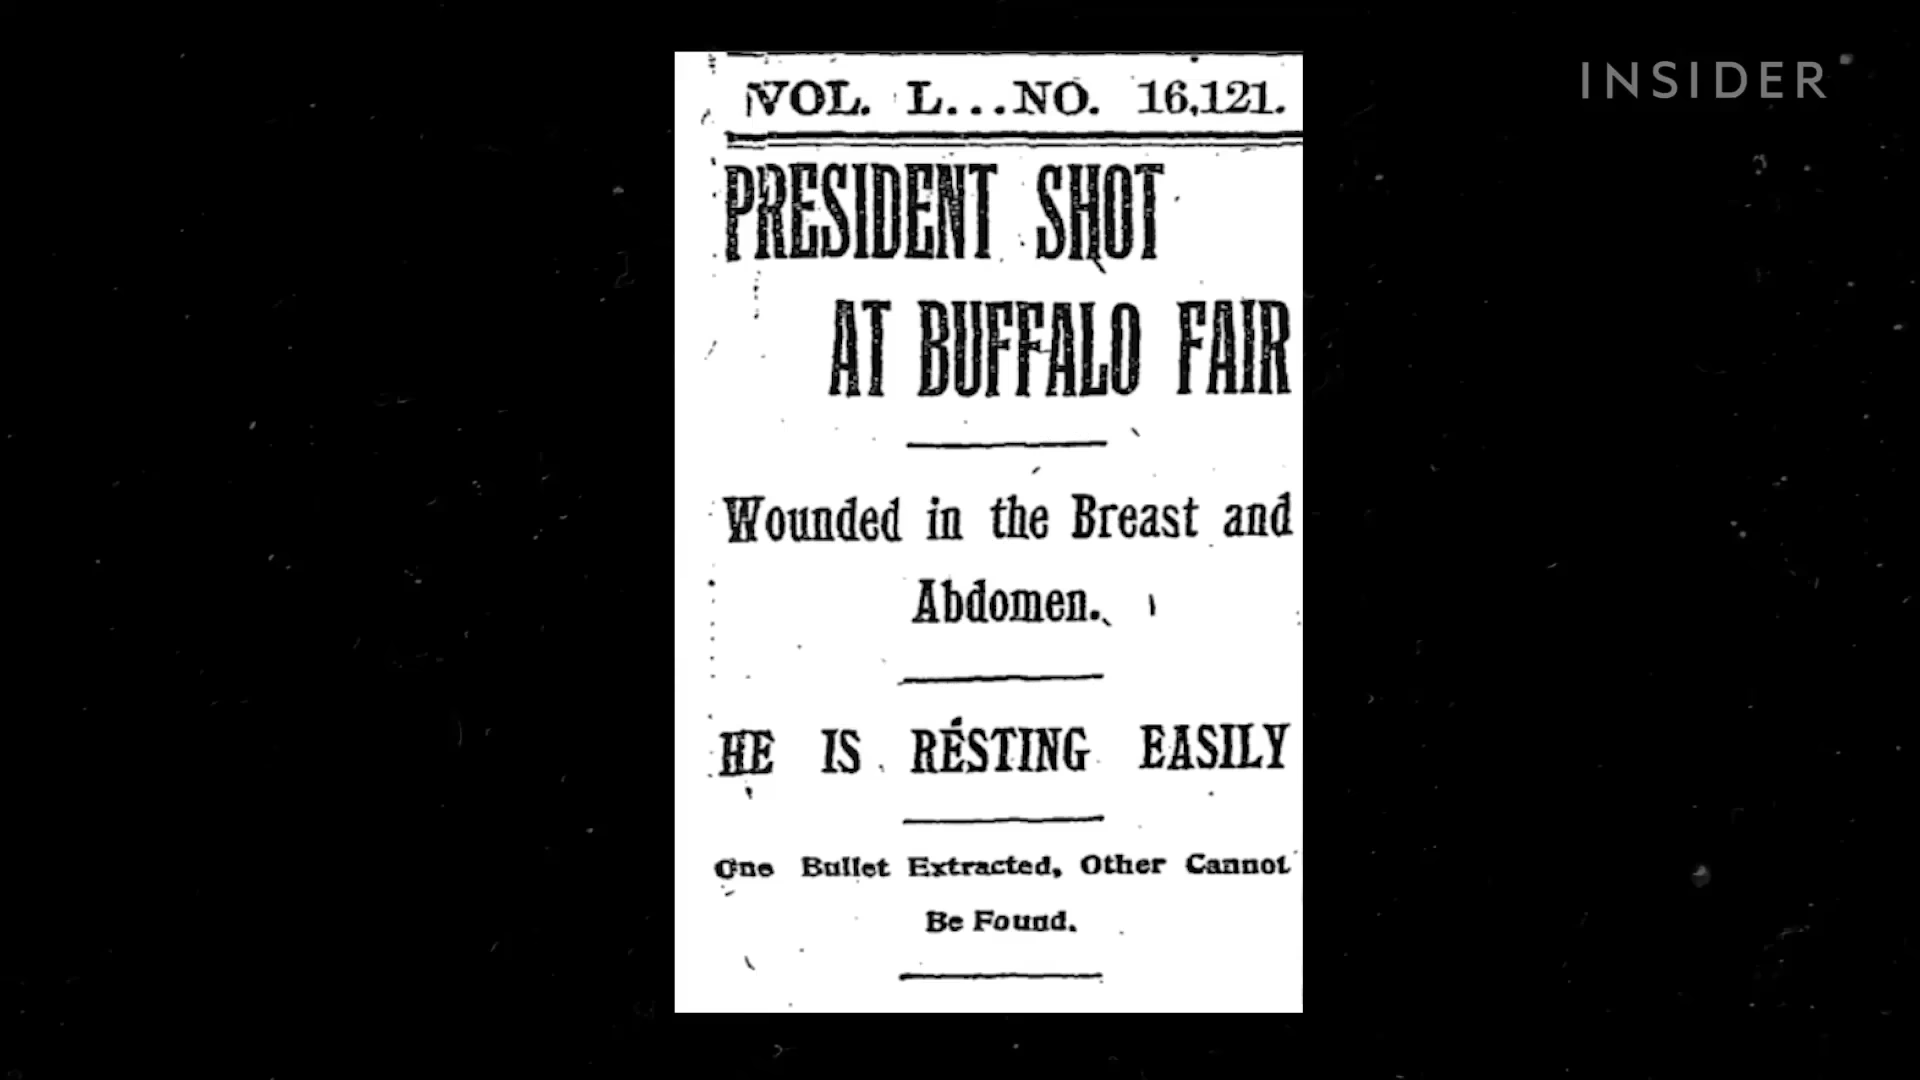 INSIDER
VOL. L...NO. 16,121.
PRESIDENT SHOT
AT BUFFALO FAIR
Wounded in the Breast and
Abdomen.
HE IS RESTING EASILY
One Bullet Extracted, Other Cannot
Be Found.